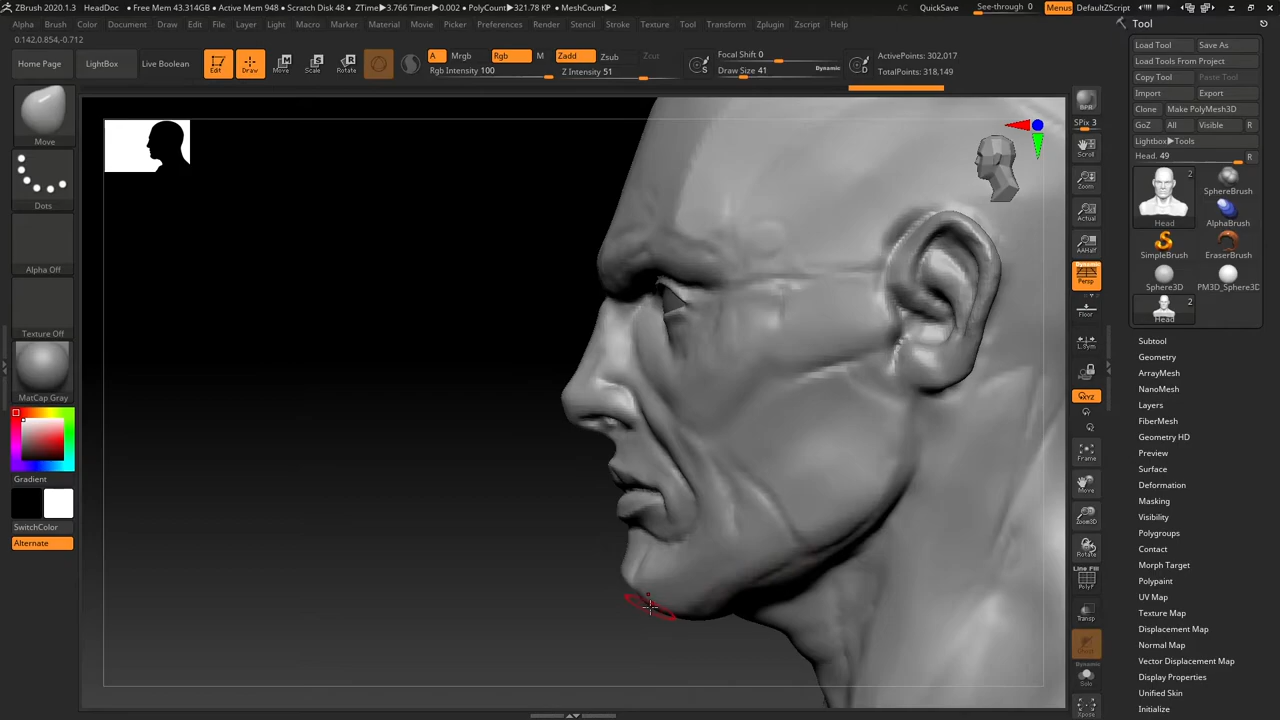 ZBrush 2020.1.3 HeadDoc • Free Mem 43.314GB • Active Mem 948 • Scratch Disk 48 • ZTime▶3.766 Timer▶0.002 • PolyCount▶321.78 KP • MeshCount▶2 AC QuickSave See-through 0 Menus DefaultZScript
Alpha Brush Color Document Draw Edit File Layer Light Macro Marker Material Movie Picker Preferences Render Stencil Stroke Texture Tool Transform Zplugin Zscript Help
0.142,0.854,-0.712
Home Page LightBox Live Boolean Edit Draw Move Scale Rotate
A Mrgb Rgb M Zadd Zsub Zcut
Rgb Intensity 100 Z Intensity 51
S Focal Shift 0
Draw Size 41 Dynamic
D ActivePoints: 302,017
TotalPoints: 318,149
Move
Dots
Alpha Off
Texture Off
MatCap Gray
Gradient
SwitchColor
Alternate
BPR
SPix 3
Scroll
Zoom
Actual
AAHalf
Dynamic
Persp
Floor
L.Sym
XYZ
Frame
Move
Zoom3D
Rotate
Line Fill
PolyF
Transp
Ghost
Dynamic
Solo
Xpose
Tool
Load Tool Save As
Load Tools From Project
Copy Tool Paste Tool
Import Export
Clone Make PolyMesh3D
GoZ All Visible R
Lightbox▶Tools
Head. 49 R
2
Head SphereBrush
AlphaBrush
SimpleBrush EraserBrush
Sphere3D PM3D_Sphere3D
2
Head
Subtool
Geometry
ArrayMesh
NanoMesh
Layers
FiberMesh
Geometry HD
Preview
Surface
Deformation
Masking
Visibility
Polygroups
Contact
Morph Target
Polypaint
UV Map
Texture Map
Displacement Map
Normal Map
Vector Displacement Map
Display Properties
Unified Skin
Initialize